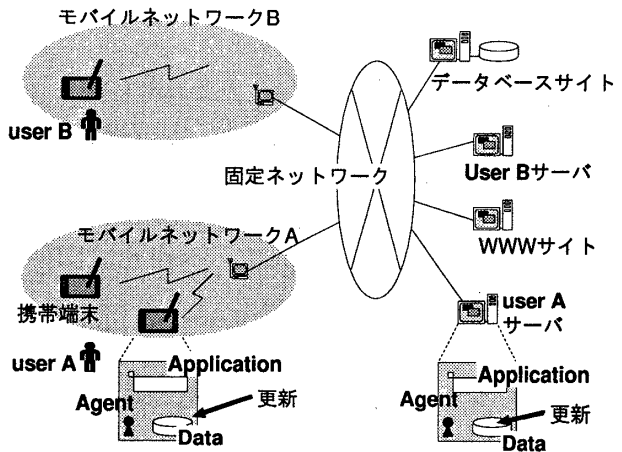 モバイルネットワークB
user B
データベースサイト
固定ネットワーク
User Bサーバ
WWWサイト
モバイルネットワークA
携帯端末
user A
Application
Agent
更新
Data
user A
サーバ
Application
Agent
更新
Data